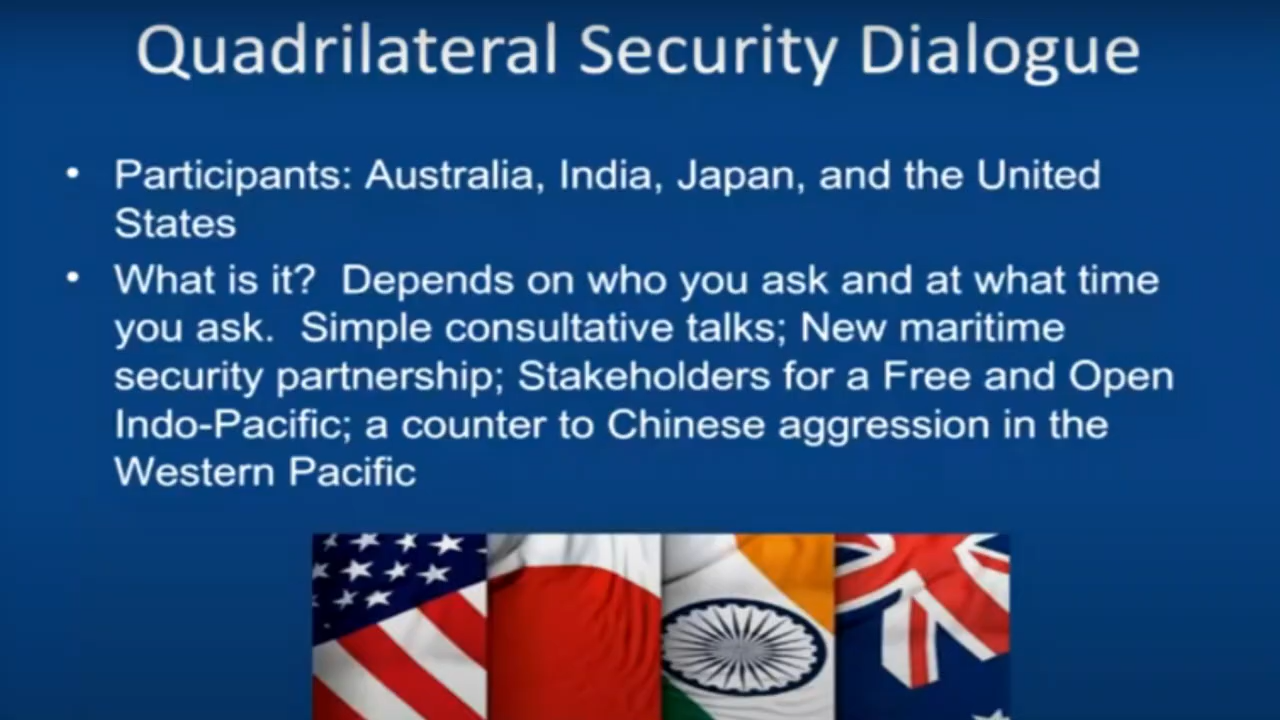 Quadrilateral Security Dialogue
• Participants: Australia, India, Japan, and the United
States
• What is it?  Depends on who you ask and at what time
you ask.  Simple consultative talks; New maritime
security partnership; Stakeholders for a Free and Open
Indo-Pacific; a counter to Chinese aggression in the
Western Pacific